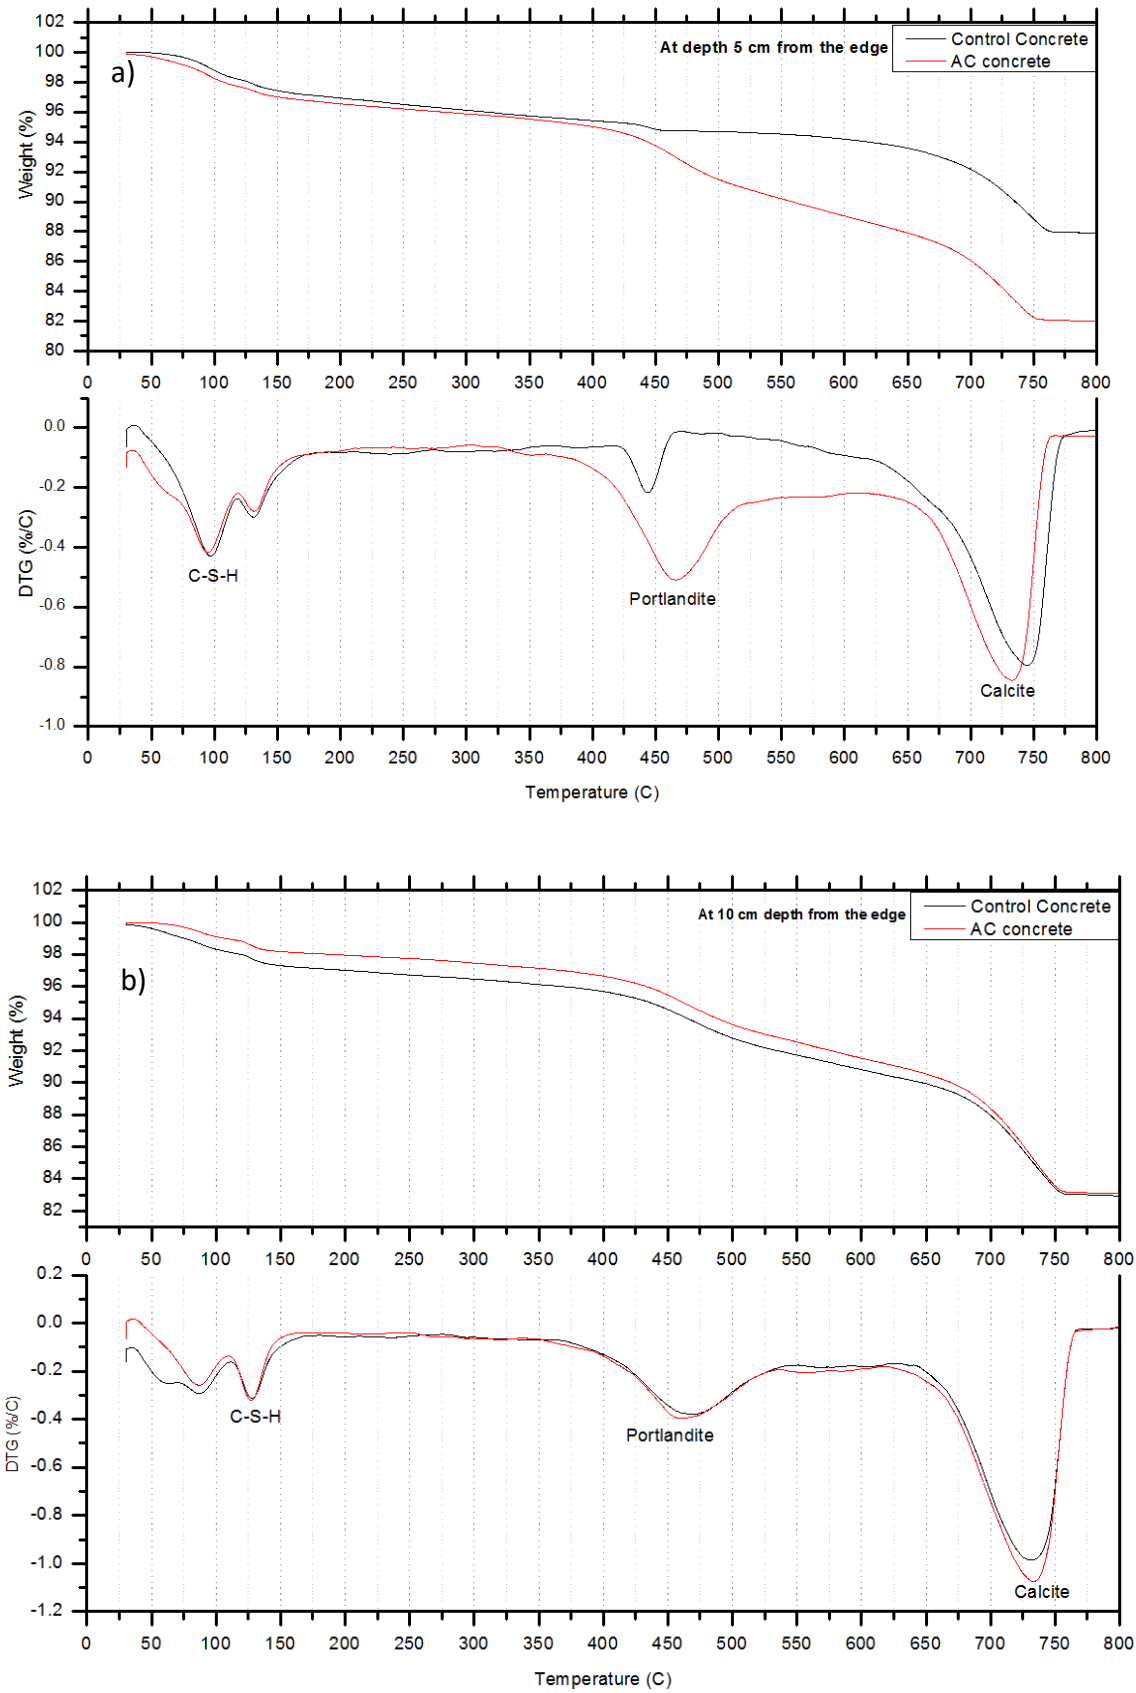 102
100
98
96
94
92
90
88
86
84
82
80
Weight (%)
a)
At depth 5 cm from the edge
Control Concrete
AC concrete
0 50 100 150 200 250 300 350 400 450 500 550 600 650 700 750 800
0.0
-0.2
-0.4
-0.6
-0.8
-1.0
DTG (%/C)
C-S-H
Portlandite
Calcite
0 50 100 150 200 250 300 350 400 450 500 550 600 650 700 750 800
Temperature (C)
102
100
98
96
94
92
90
88
86
84
82
Weight (%)
b)
At 10 cm depth from the edge
Control Concrete
AC concrete
0 50 100 150 200 250 300 350 400 450 500 550 600 650 700 750 800
0.2
0.0
-0.2
-0.4
-0.6
-0.8
-1.0
-1.2
DTG (%/C)
C-S-H
Portlandite
Calcite
0 50 100 150 200 250 300 350 400 450 500 550 600 650 700 750 800
Temperature (C)